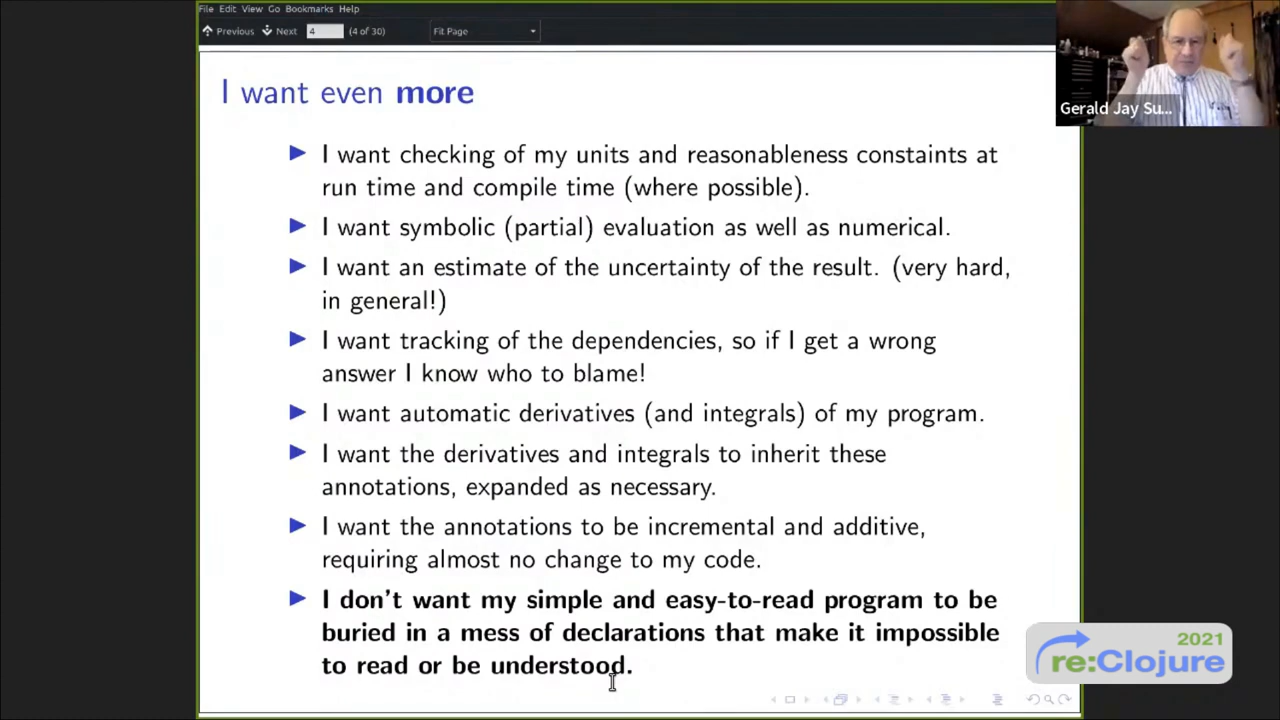 File Edit View Go Bookmarks Help
Previous Next 4 (4 of 30) Fit Page
I want even more
I want checking of my units and reasonableness constaints at
run time and compile time (where possible).
I want symbolic (partial) evaluation as well as numerical.
I want an estimate of the uncertainty of the result. (very hard,
in general!)
I want tracking of the dependencies, so if I get a wrong
answer I know who to blame!
I want automatic derivatives (and integrals) of my program.
I want the derivatives and integrals to inherit these
annotations, expanded as necessary.
I want the annotations to be incremental and additive,
requiring almost no change to my code.
I don't want my simple and easy-to-read program to be
buried in a mess of declarations that make it impossible
to read or be understood.
Gerald Jay Su...
2021
re:Clojure